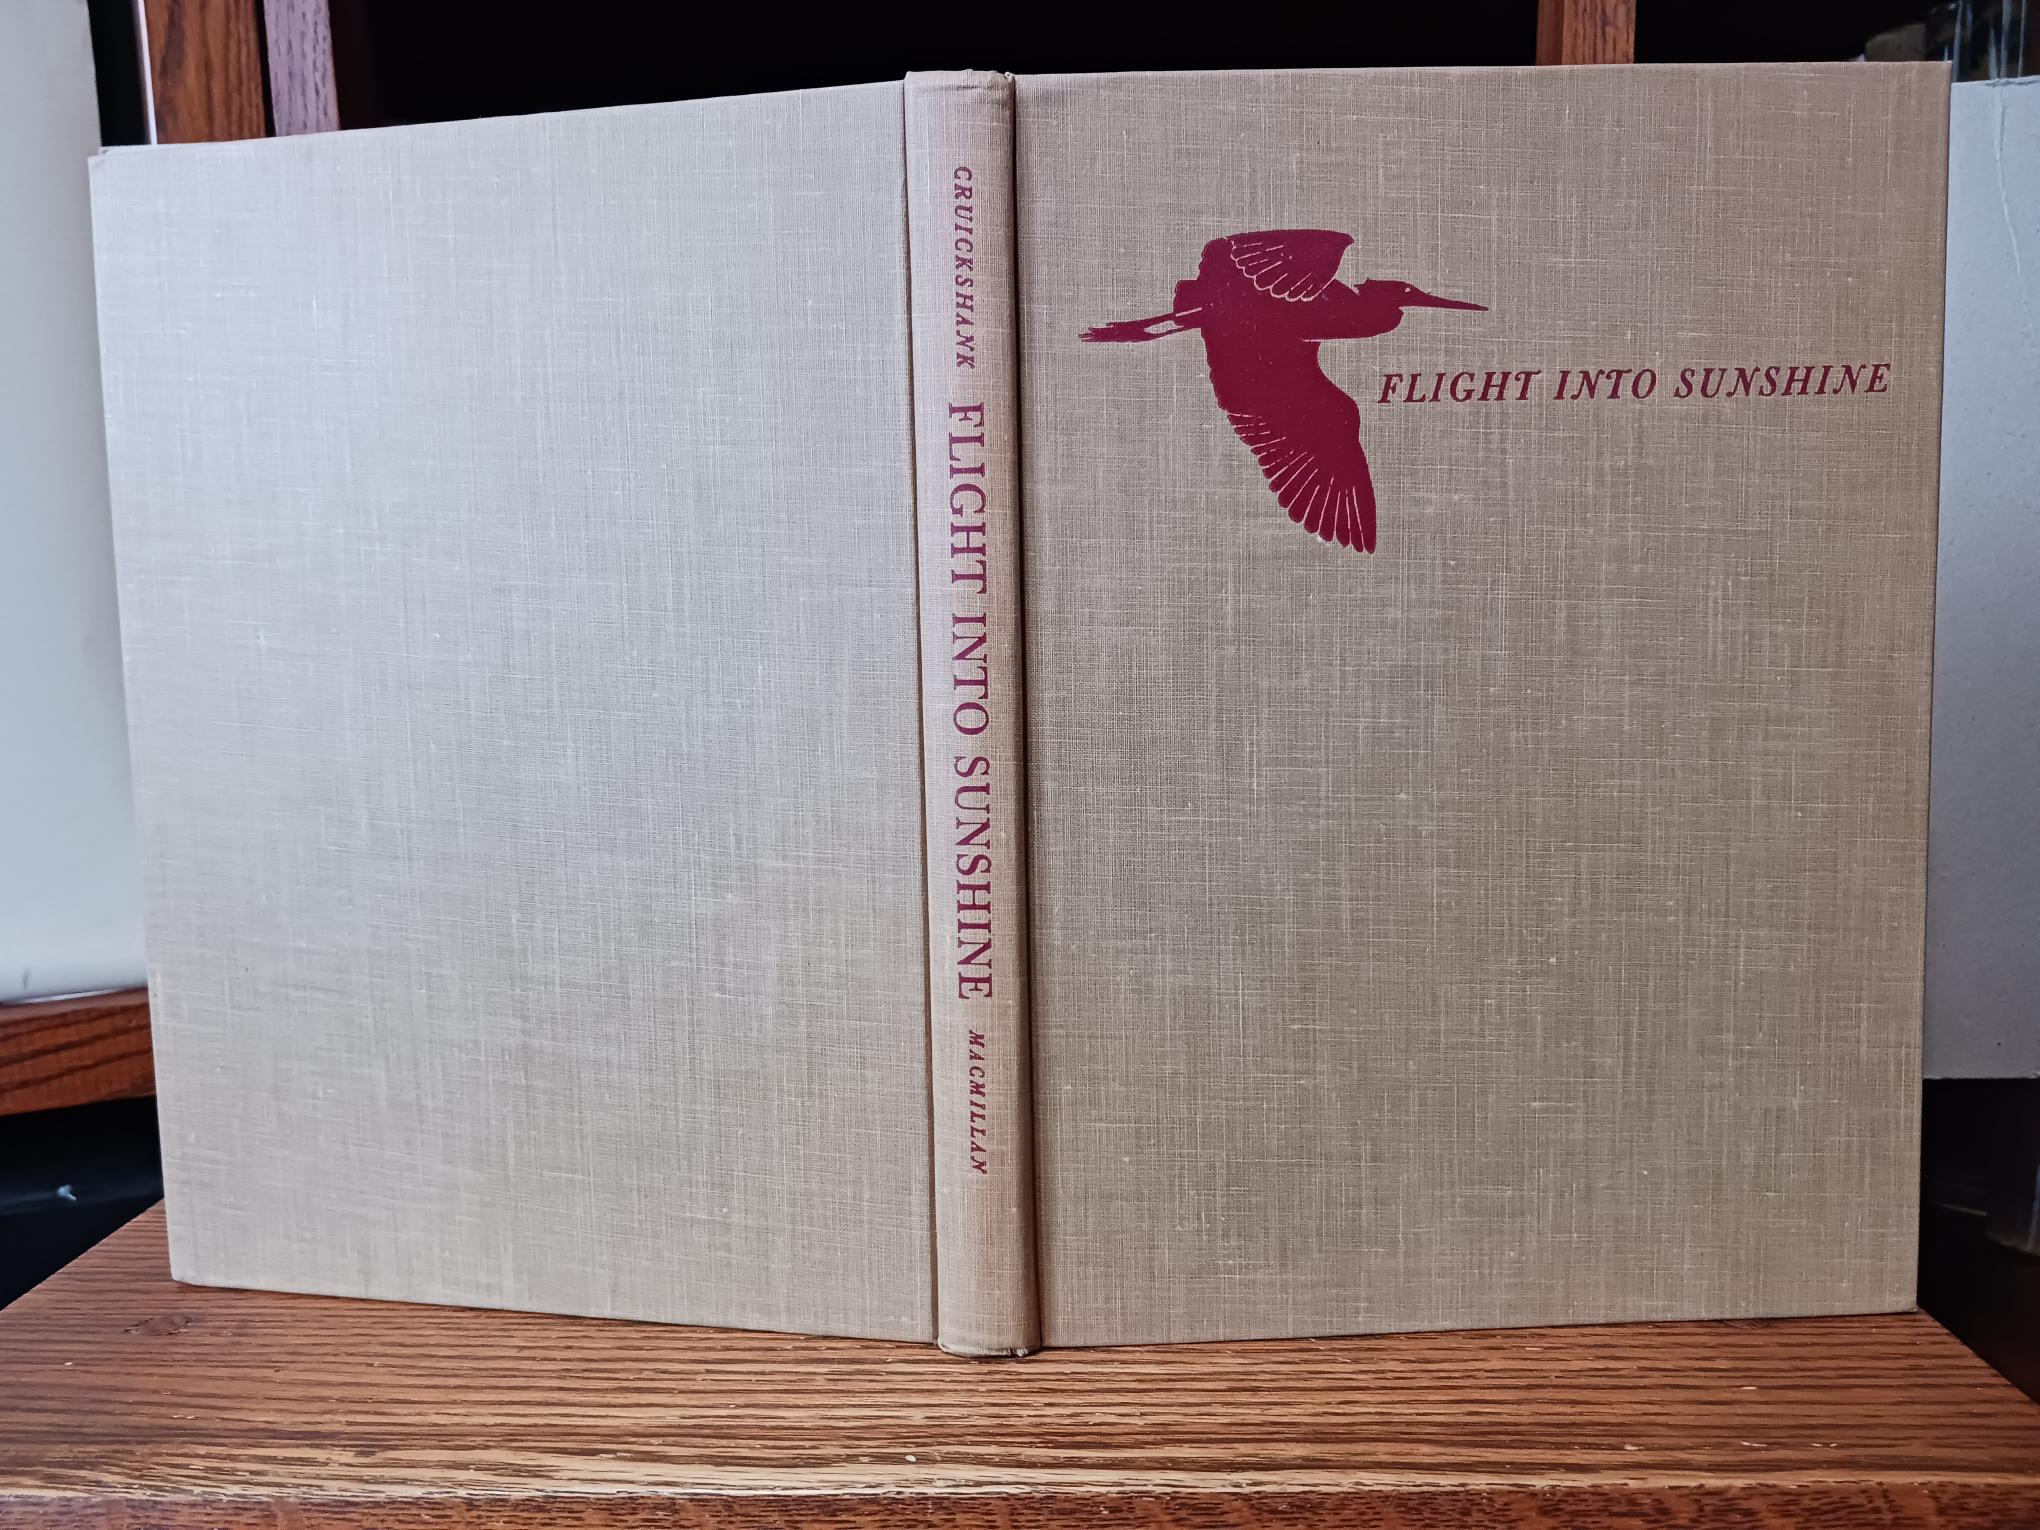 CRUICKSHANK FLIGHT INTO SUNSHINE MACMILLAN
FLIGHT INTO SUNSHINE